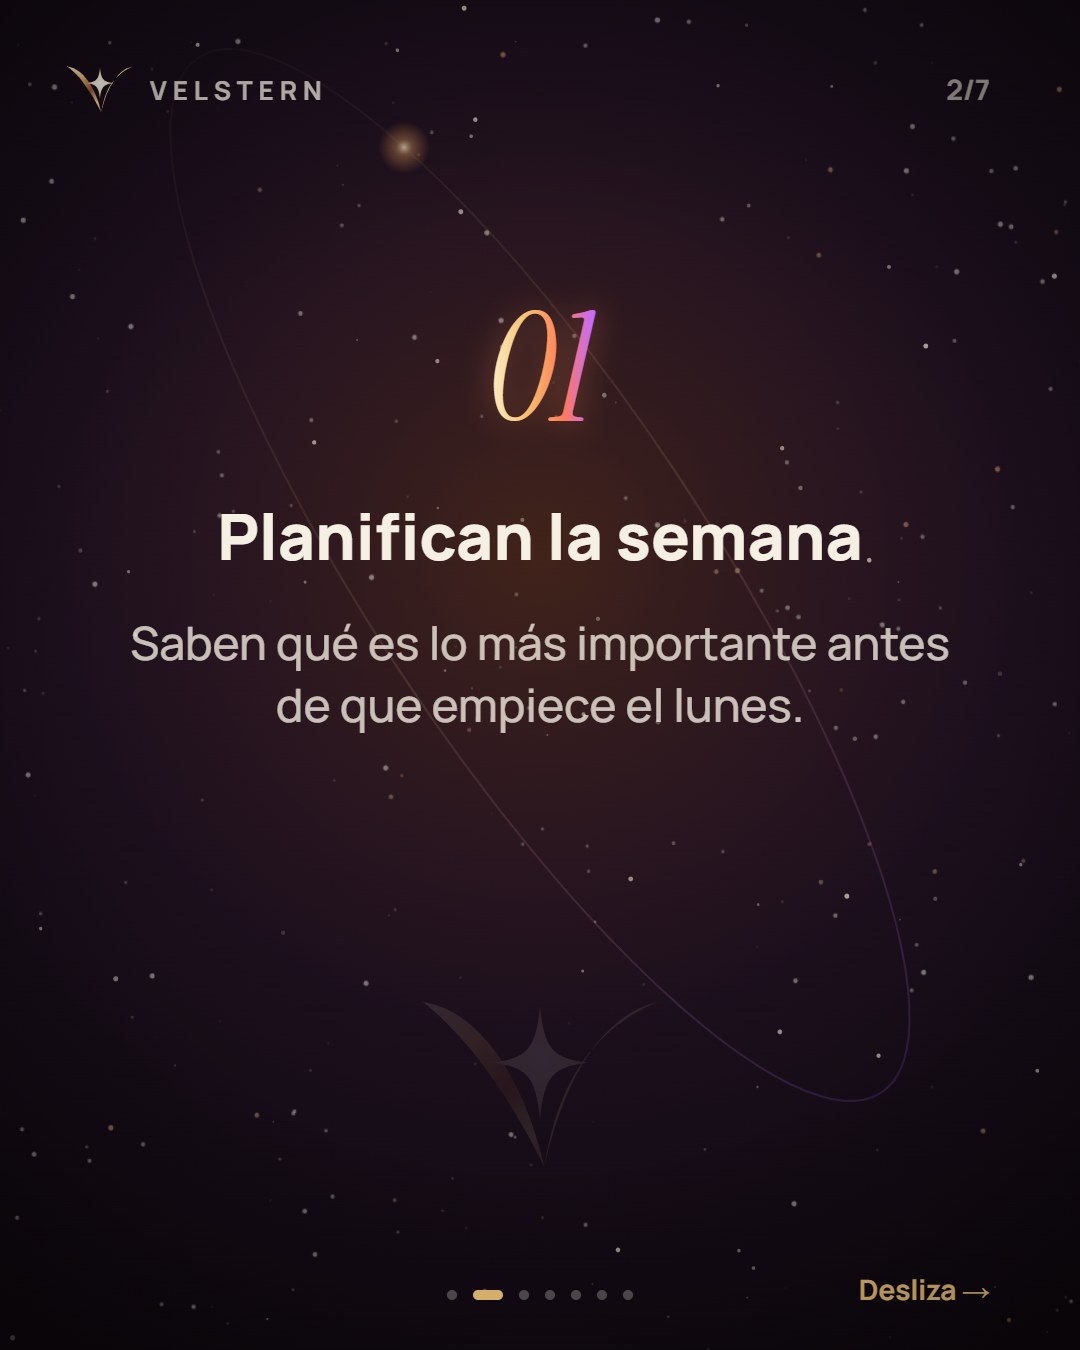 VELSTERN
2/7
01
Planifican la semana
Saben qué es lo más importante antes
de que empiece el lunes.
Desliza→